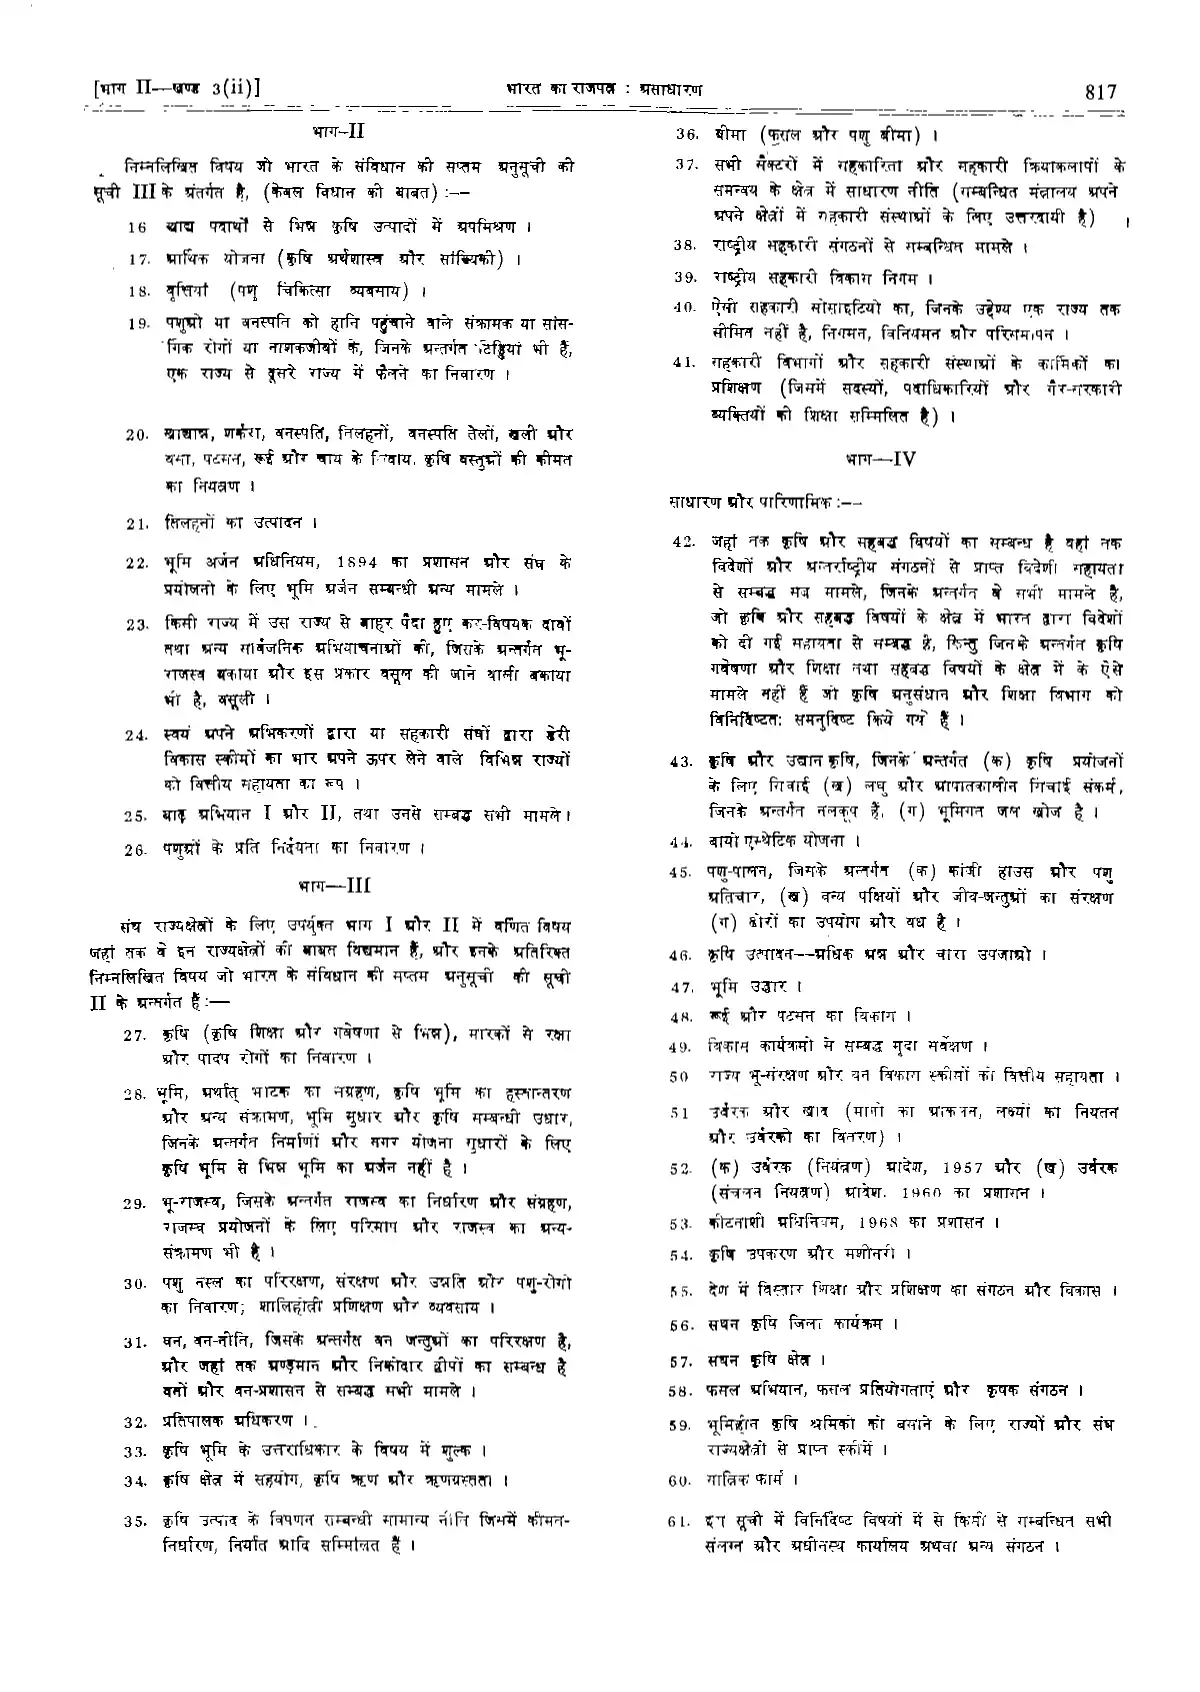 [भाग II—खण्ड 3(ii)]
भारत का राजपत्र : असाधारण
817
भाग–II
निम्नलिखित विषय जो भारत के संविधान की सप्तम अनुसूची की
सूची III के अंतर्गत है, (केवल विधान की बाबत) :—
16 खाद्य पदार्थों से भिन्न कृषि उत्पादों में अपमिश्रण ।
17. आर्थिक योजना (कृषि अर्थशास्त्र और सांख्यिकी) ।
18. वृत्तियां (पशु चिकित्सा व्यवसाय) ।
19. पशुओं या वनस्पति को हानि पहुंचाने वाले संक्रामक या सांस-
र्गिक रोगों या नाशकजीवों के, जिनके अन्तर्गत टिड्डियां भी हैं,
एक राज्य से दूसरे राज्य में फैलने का निवारण ।
20. खाद्यान्न, शर्करा, वनस्पति, तिलहनों, वनस्पति तेलों, खली और
चना, पटसन, रूई और चाय के सिवाय, कृषि वस्तुओं की कीमत
का नियंत्रण ।
21. तिलहनों का उत्पादन ।
22. भूमि अर्जन अधिनियम, 1894 का प्रशासन और संघ के
प्रयोजनो के लिए भूमि अर्जन सम्बन्धी अन्य मामले ।
23. किसी राज्य में उस राज्य से बाहर पैदा हुए कर-विषयक दावों
तथा अन्य सार्वजनिक अभियाचनाओं की, जिसके अन्तर्गत भू-
राजस्व बकाया और इस प्रकार वसूल की जाने वाली बकाया
भी है, वसूली ।
24. स्वयं अपने अभिकरणों द्वारा या सहकारी संघों द्वारा डेरी
विकास स्कीमों का भार अपने ऊपर लेने वाले विभिन्न राज्यों
को वित्तीय सहायता का रूप ।
25. बाढ़ अभियान I और II, तथा उनसे सम्बद्ध सभी मामले।
26. पशुओं के प्रति निर्दयता का निवारण ।
भाग—III
संघ राज्यक्षेत्रों के लिए उपर्युक्त भाग I और II में वर्णित विषय
जहां तक वे इन राज्यक्षेत्रों की बाबत विद्यमान हैं, और इनके अतिरिक्त
निम्नलिखित विषय जो भारत के संविधान की सप्तम अनुसूची की सूची
II के अन्तर्गत हैं :—
27. कृषि (कृषि शिक्षा और गवेषणा से भिन्न), मारकों से रक्षा
और पादप रोगों का निवारण ।
28. भूमि, अर्थात् भाटक का संग्रहण, कृषि भूमि का हस्तान्तरण
और अन्य संक्रामण, भूमि सुधार और कृषि सम्बन्धी उधार,
जिनके अन्तर्गत निर्माणों और नगर योजना सुधारों के लिए
कृषि भूमि से भिन्न भूमि का अर्जन नहीं है ।
29. भू-राजस्व, जिसके अन्तर्गत राजस्व का निर्धारण और संग्रहण,
राजस्व प्रयोजनों के लिए परिमाप और राजस्व का अन्य-
संक्रामण भी है ।
30. पशु नस्ल का परिरक्षण, संरक्षण और उन्नति और पशु-रोगो
का निवारण; शालिहोत्री प्रशिक्षण और व्यवसाय ।
31. वन, वन-नीति, जिसके अन्तर्गत वन जन्तुओं का परिरक्षण है,
और जहां तक अण्डमान और निकोबार द्वीपों का सम्बन्ध है
वनों और वन-प्रशासन से सम्बद्ध सभी मामले ।
32. प्रतिपालक अधिकरण ।
33. कृषि भूमि के उत्तराधिकार के विषय में शुल्क ।
34. कृषि क्षेत्र में सहयोग, कृषि ऋण और ऋणग्रस्तता ।
35. कृषि उत्पाद के विपणन सम्बन्धी सामान्य नीति जिसमें कीमत-
निर्धारण, निर्यात आदि सम्मिलित हैं ।
36. बीमा (फसल और पशु बीमा) ।
37. सभी सैक्टरों में सहकारिता और सहकारी क्रियाकलापों के
समन्वय के क्षेत्र में साधारण नीति (सम्बन्धित मंत्रालय अपने
अपने क्षेत्रों में सहकारी संस्थाओं के लिए उत्तरदायी है) ।
38. राष्ट्रीय सहकारी संगठनों से सम्बन्धित मामले ।
39. राष्ट्रीय सहकारी विकास निगम ।
40. ऐसी सहकारी सोसाइटियो का, जिनके उद्देश्य एक राज्य तक
सीमित नहीं है, निगमन, विनियमन और परिसमापन ।
41. सहकारी विभागों और सहकारी संस्थाओं के कार्मिकों का
प्रशिक्षण (जिसमें सदस्यों, पदाधिकारियों और गैर-सरकारी
व्यक्तियों की शिक्षा सम्मिलित है) ।
भाग—IV
साधारण और पारिणामिक :—
42. जहां तक कृषि और सहबद्ध विषयों का सम्बन्ध है वहां तक
विदेशों और अन्तर्राष्ट्रीय संगठनों से प्राप्त विदेशी सहायता
से सम्बद्ध सब मामले, जिनके अन्तर्गत वे सभी मामले हैं,
जो कृषि और सहबद्ध विषयों के क्षेत्र में भारत द्वारा विदेशों
को दी गई सहायता से सम्बद्ध हैं, किन्तु जिनके अन्तर्गत कृषि
गवेषणा और शिक्षा तथा सहबद्ध विषयों के क्षेत्र में के ऐसे
मामले नहीं हैं जो कृषि अनुसंधान और शिक्षा विभाग को
विनिर्दिष्टतः समनुदिष्ट किये गये हैं ।
43. कृषि और उद्यान कृषि, जिनके अन्तर्गत (क) कृषि प्रयोजनों
के लिए सिंचाई (ख) लघु और आपातकालीन सिंचाई संकर्म,
जिनके अन्तर्गत नलकूप हैं, (ग) भूमिगत जल खोज है ।
44. बायो एस्थेटिक योजना ।
45. पशु-पालन, जिसके अन्तर्गत (क) कांजी हाउस और पशु
अतिचार, (ख) वन्य पक्षियों और जीव-जन्तुओं का संरक्षण
(ग) ढोरों का उपयोग और वध है ।
46. कृषि उत्पादन—अधिक अन्न और चारा उपजाओ ।
47. भूमि उद्धार ।
48. रूई और पटसन का विकास ।
49. विकास कार्यक्रमो से सम्बद्ध मृदा सर्वेक्षण ।
50 राज्य भू-संरक्षण और वन विकास स्कीमों को वित्तीय सहायता ।
51 उर्वरक और खाद (मांगो का प्राक्कलन, लक्ष्यों का नियतन
और उर्वरको का वितरण) ।
52. (क) उर्वरक (नियंत्रण) आदेश, 1957 और (ख) उर्वरक
(संचलन नियंत्रण) आदेश, 1960 का प्रशासन ।
53. कीटनाशी अधिनियम, 1968 का प्रशासन ।
54. कृषि उपकरण और मशीनरी ।
55. देश में विस्तार शिक्षा और प्रशिक्षण का संगठन और विकास ।
56. सघन कृषि जिला कार्यक्रम ।
57. सघन कृषि क्षेत्र ।
58. फसल अभियान, फसल प्रतियोगताएं और कृषक संगठन ।
59. भूमिहीन कृषि श्रमिको को बसाने के लिए राज्यों और संघ
राज्यक्षेत्रो से प्राप्त स्कीमें ।
60. यांत्रिक फार्म ।
61. इस सूची में विनिर्दिष्ट विषयों में से किसी से सम्बन्धित सभी
संलग्न और अधीनस्थ कार्यालय अथवा अन्य संगठन ।